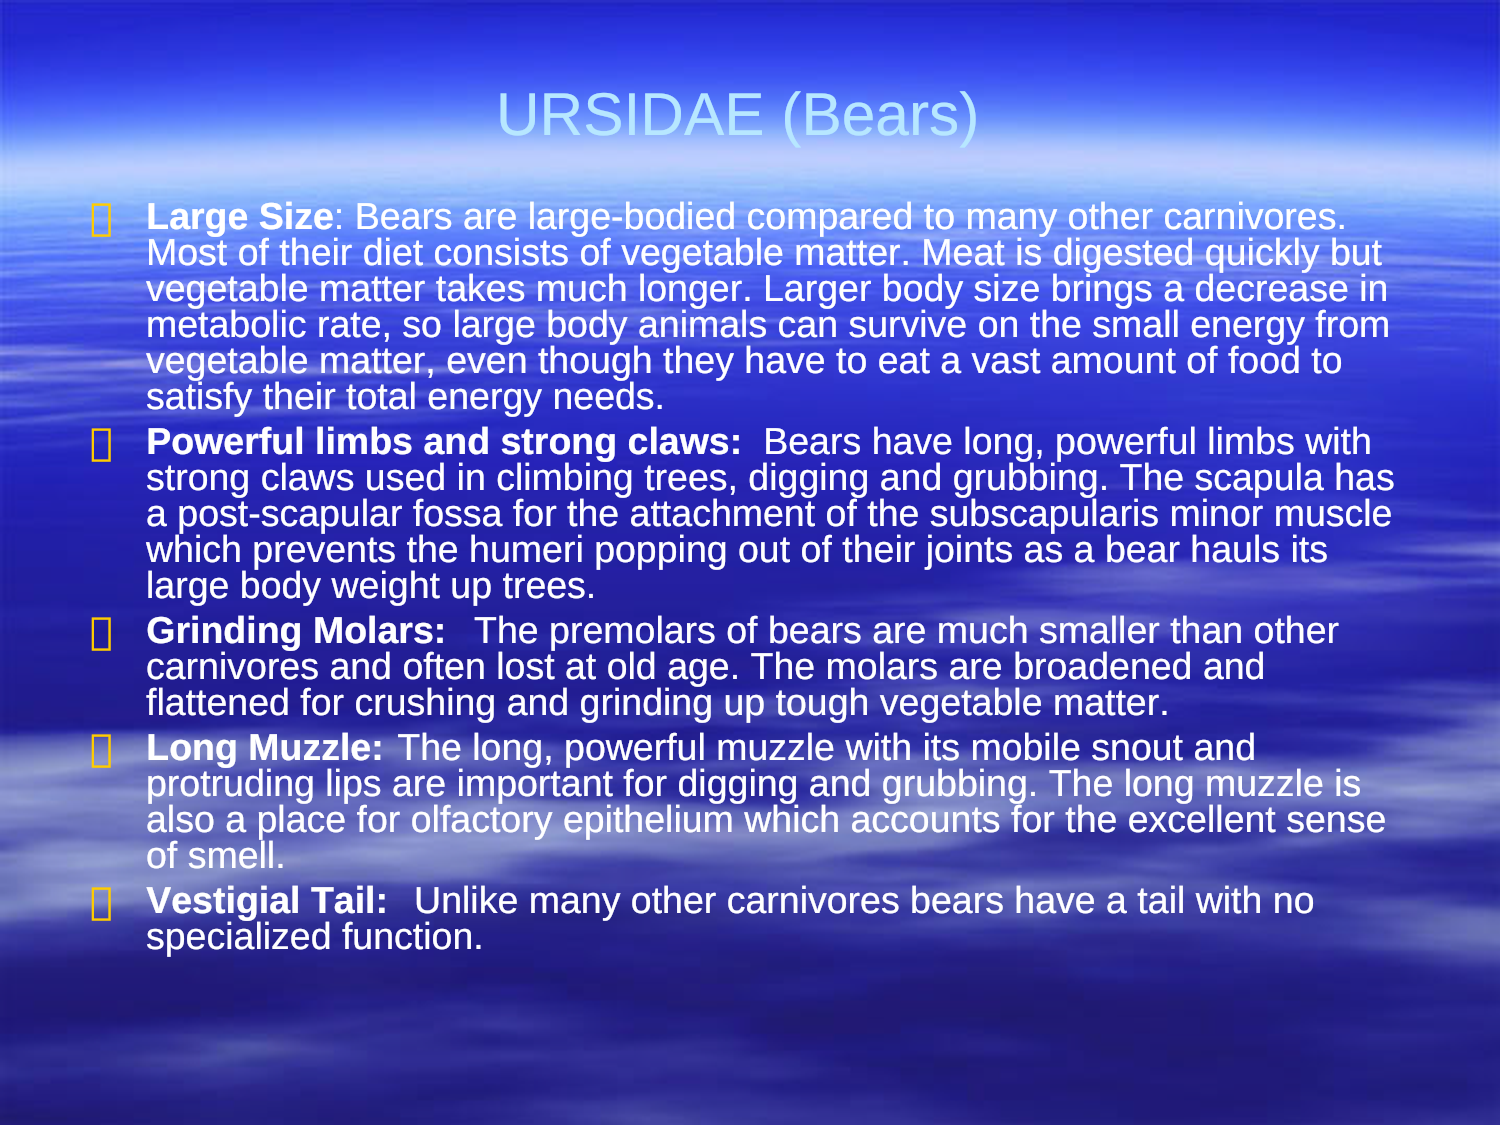 URSIDAE (Bears)
Large Size: Bears are large-bodied compared to many other carnivores.
Most of their diet consists of vegetable matter. Meat is digested quickly but
vegetable matter takes much longer. Larger body size brings a decrease in
metabolic rate, so large body animals can survive on the small energy from
vegetable matter, even though they have to eat a vast amount of food to
satisfy their total energy needs.
Powerful limbs and strong claws: Bears have long, powerful limbs with
strong claws used in climbing trees, digging and grubbing. The scapula has
a post-scapular fossa for the attachment of the subscapularis minor muscle
which prevents the humeri popping out of their joints as a bear hauls its
large body weight up trees.
Grinding Molars: The premolars of bears are much smaller than other
carnivores and often lost at old age. The molars are broadened and
flattened for crushing and grinding up tough vegetable matter.
Long Muzzle: The long, powerful muzzle with its mobile snout and
protruding lips are important for digging and grubbing. The long muzzle is
also a place for olfactory epithelium which accounts for the excellent sense
of smell.
Vestigial Tail: Unlike many other carnivores bears have a tail with no
specialized function.